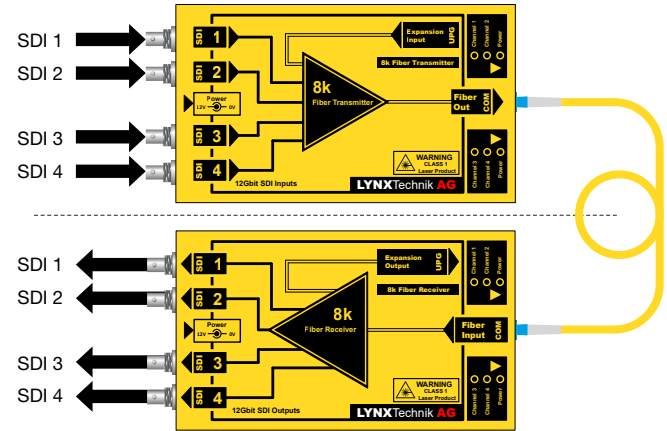 SDI 1
SDI 2
SDI 3
SDI 4
SDI 1
SDI 2
SDI 3
SDI 4
Power
12V 0V
12Gbit SDI Inputs
8k
Fiber Transmitter
Expansion
Input
UPG
8k Fiber Transmitter
Fiber
Out
COM
WARNING
CLASS 1
Laser Product
LYNXTechnik AG
Channel 1
Channel 2
Power
Channel 3
Channel 4
Power
SDI 1
SDI 2
SDI 3
SDI 4
SDI 1
SDI 2
SDI 3
SDI 4
Power
12V 0V
12Gbit SDI Outputs
8k
Fiber Receiver
Expansion
Output
UPG
8k Fiber Receiver
Fiber
Input
COM
WARNING
CLASS 1
Laser Product
LYNXTechnik AG
Channel 1
Channel 2
Power
Channel 3
Channel 4
Power